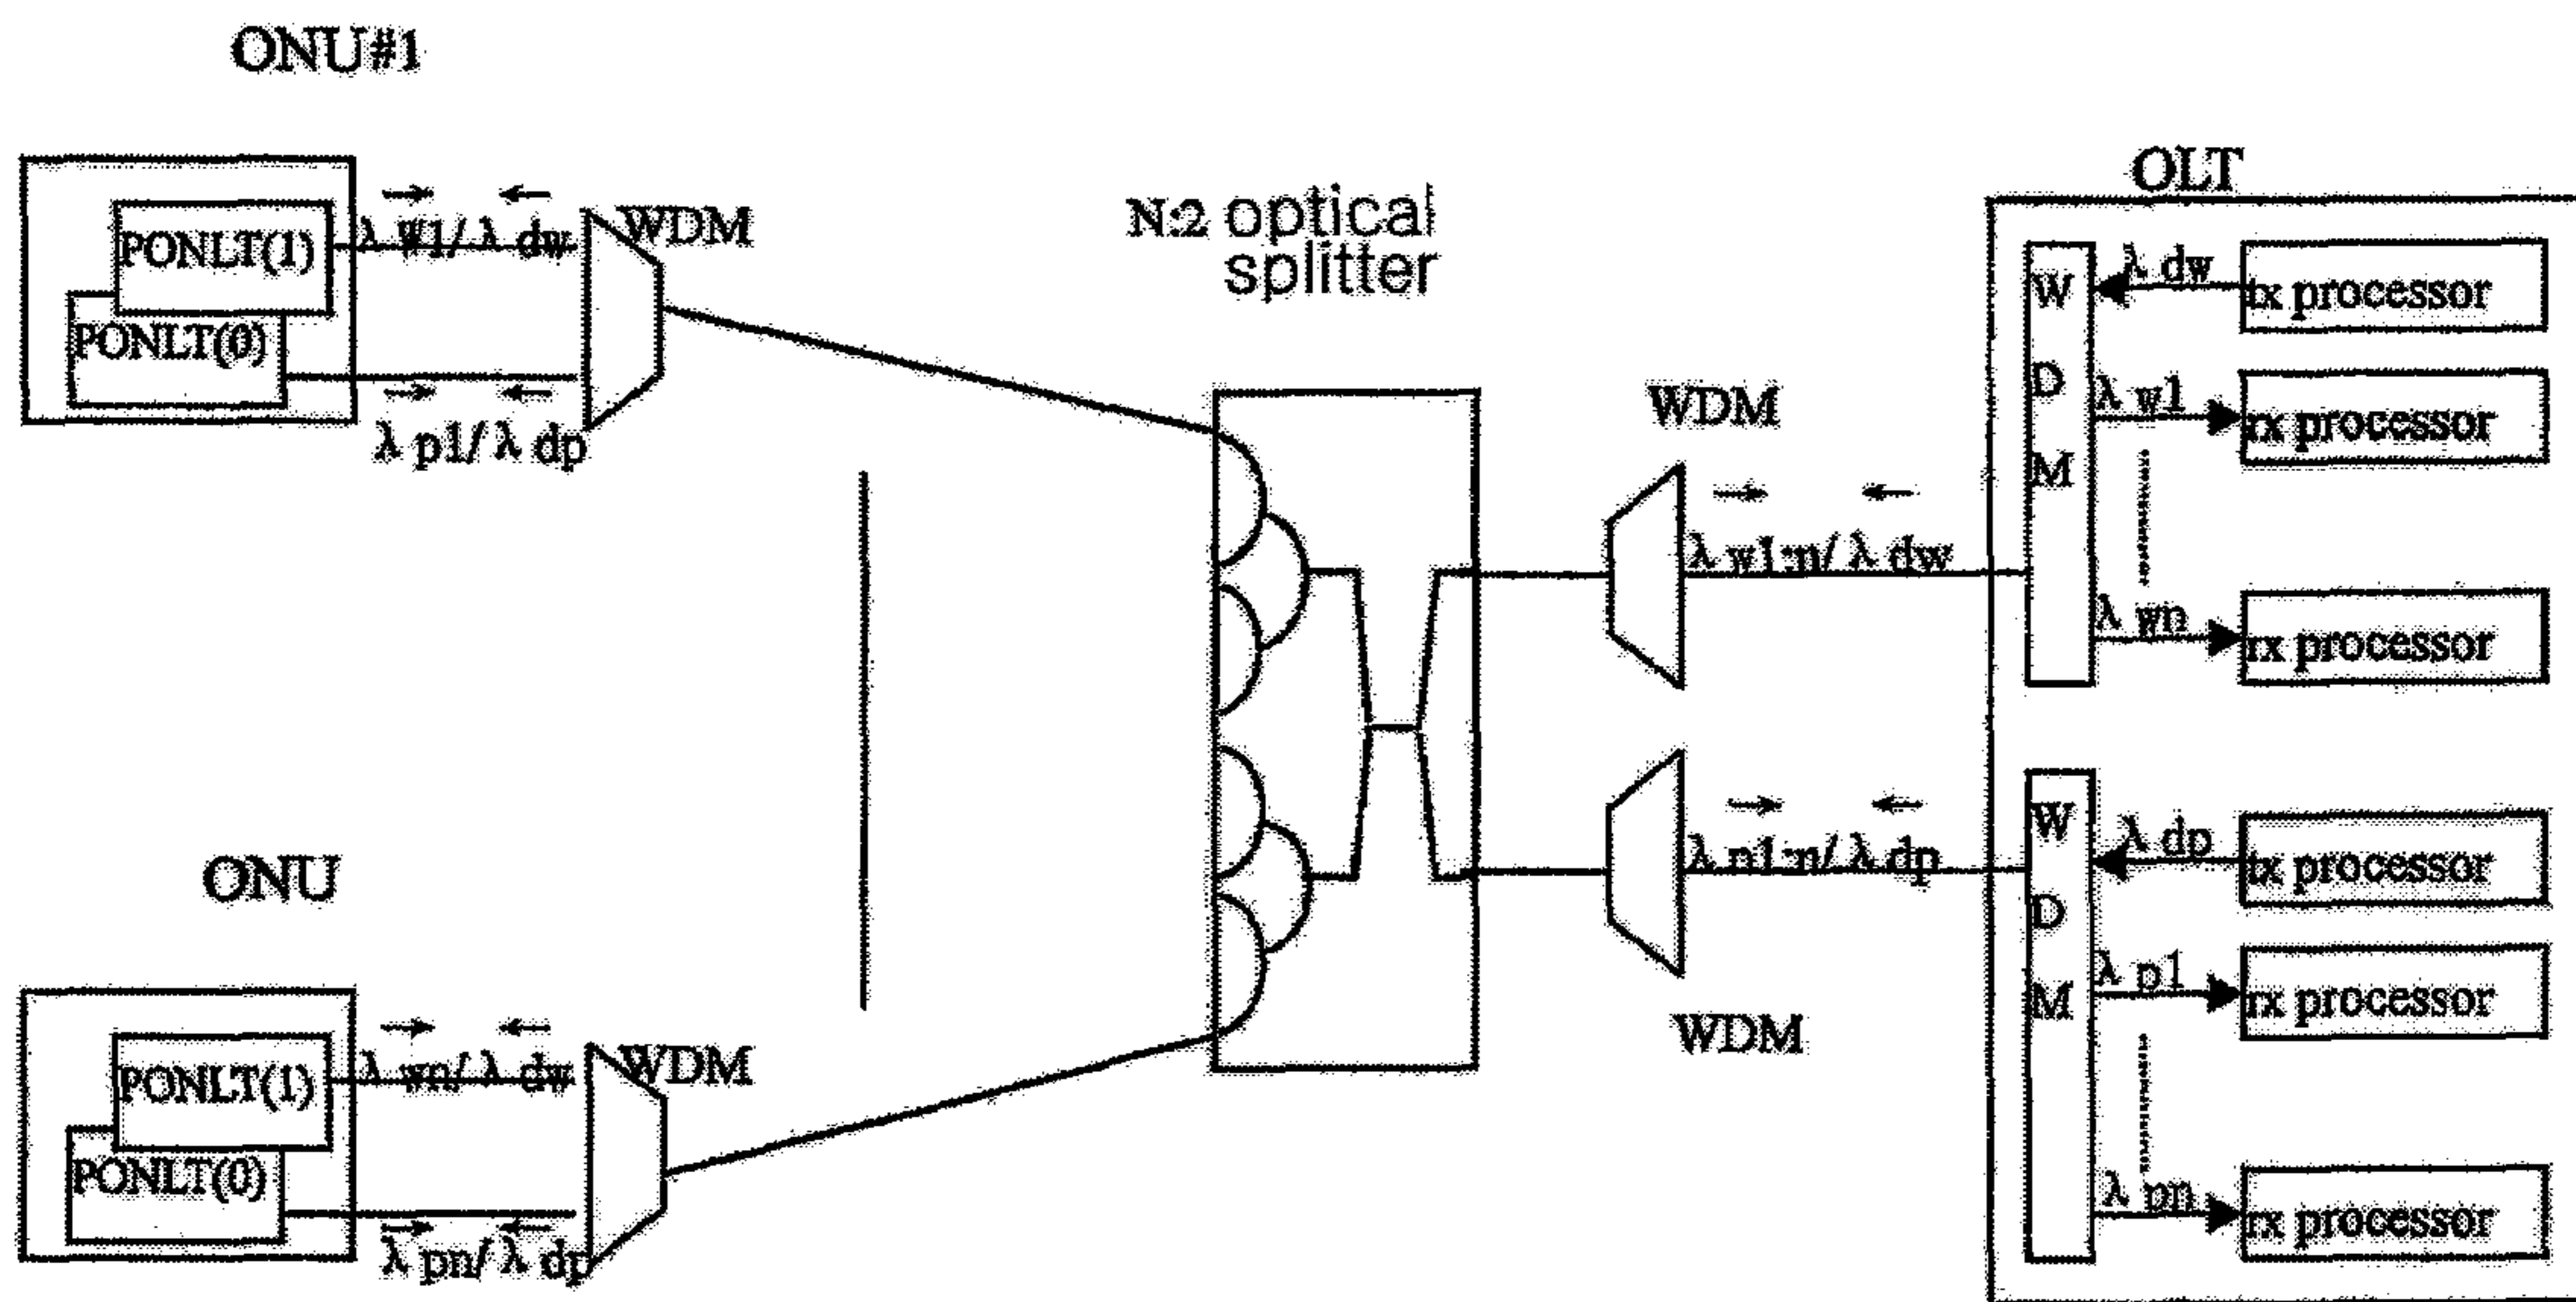 ONU#1
PONLT(1)
PONLT(0)
λ w1/ λ dw
λ p1/ λ dp
WDM
N:2 optical
splitter
ONU
PONLT(1)
PONLT(0)
λ wn/ λ dw
λ pn/ λ dp
WDM
WDM
λ w1:n/ λ dw
λ p1:n/ λ dp
WDM
OLT
W
D
M
λ dw
tx processor
λ w1
rx processor
λ wn
rx processor
W
D
M
λ dp
tx processor
λ p1
rx processor
λ pn
rx processor